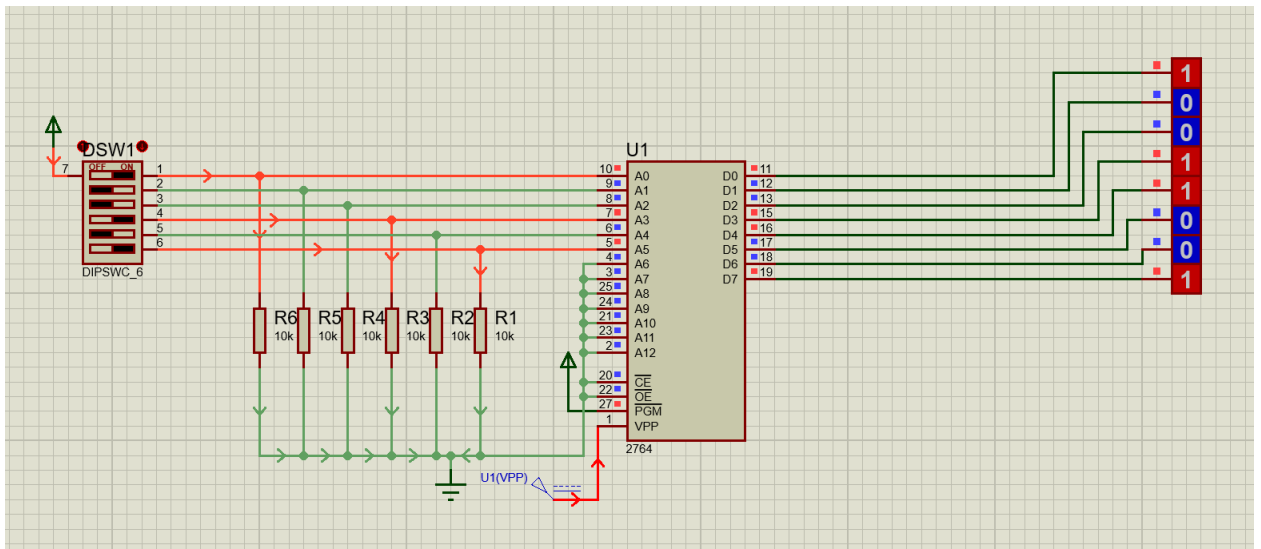 DSW1
OFF ON
7
1
2
3
4
5
6
DIPSWC_6
R6
10k
R5
10k
R4
10k
R3
10k
R2
10k
R1
10k
U1
10 A0
9 A1
8 A2
7 A3
6 A4
5 A5
4 A6
3 A7
25 A8
24 A9
21 A10
23 A11
2 A12
20 CE
22 OE
27 PGM
1 VPP
D0 11
D1 12
D2 13
D3 15
D4 16
D5 17
D6 18
D7 19
2764
U1(VPP)
1
0
0
1
1
0
0
1